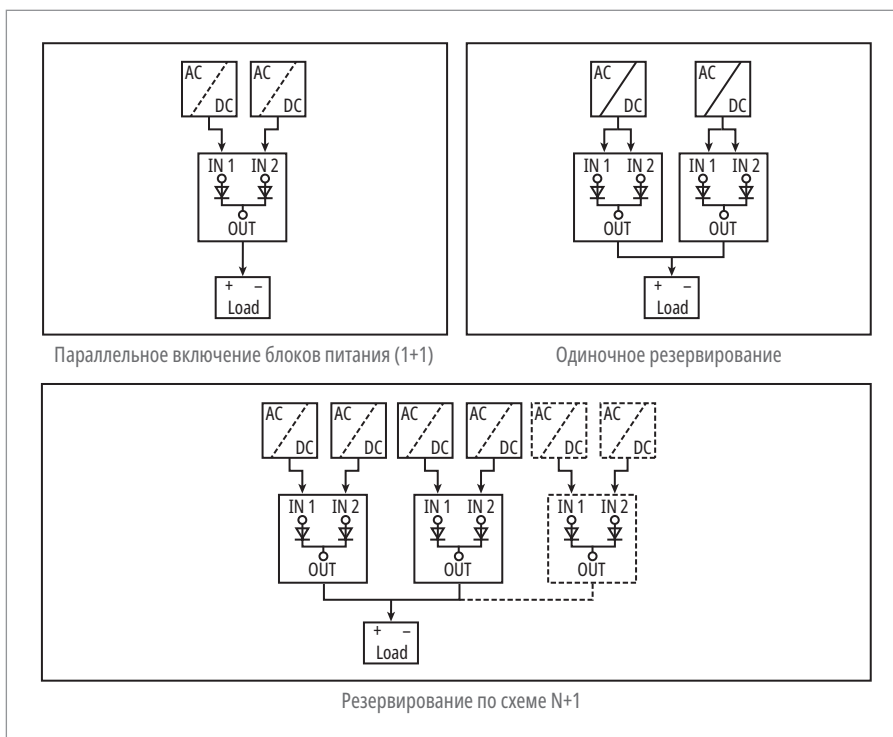 AC AC
DC DC
IN 1 IN 2
OUT
+ –
Load
Параллельное включение блоков питания (1+1)
AC AC
DC DC
IN 1 IN 2 IN 1 IN 2
OUT OUT
+ –
Load
Одиночное резервирование
AC AC AC AC AC AC
DC DC DC DC DC DC
IN 1 IN 2 IN 1 IN 2 IN 1 IN 2
OUT OUT OUT
+ –
Load
Резервирование по схеме N+1